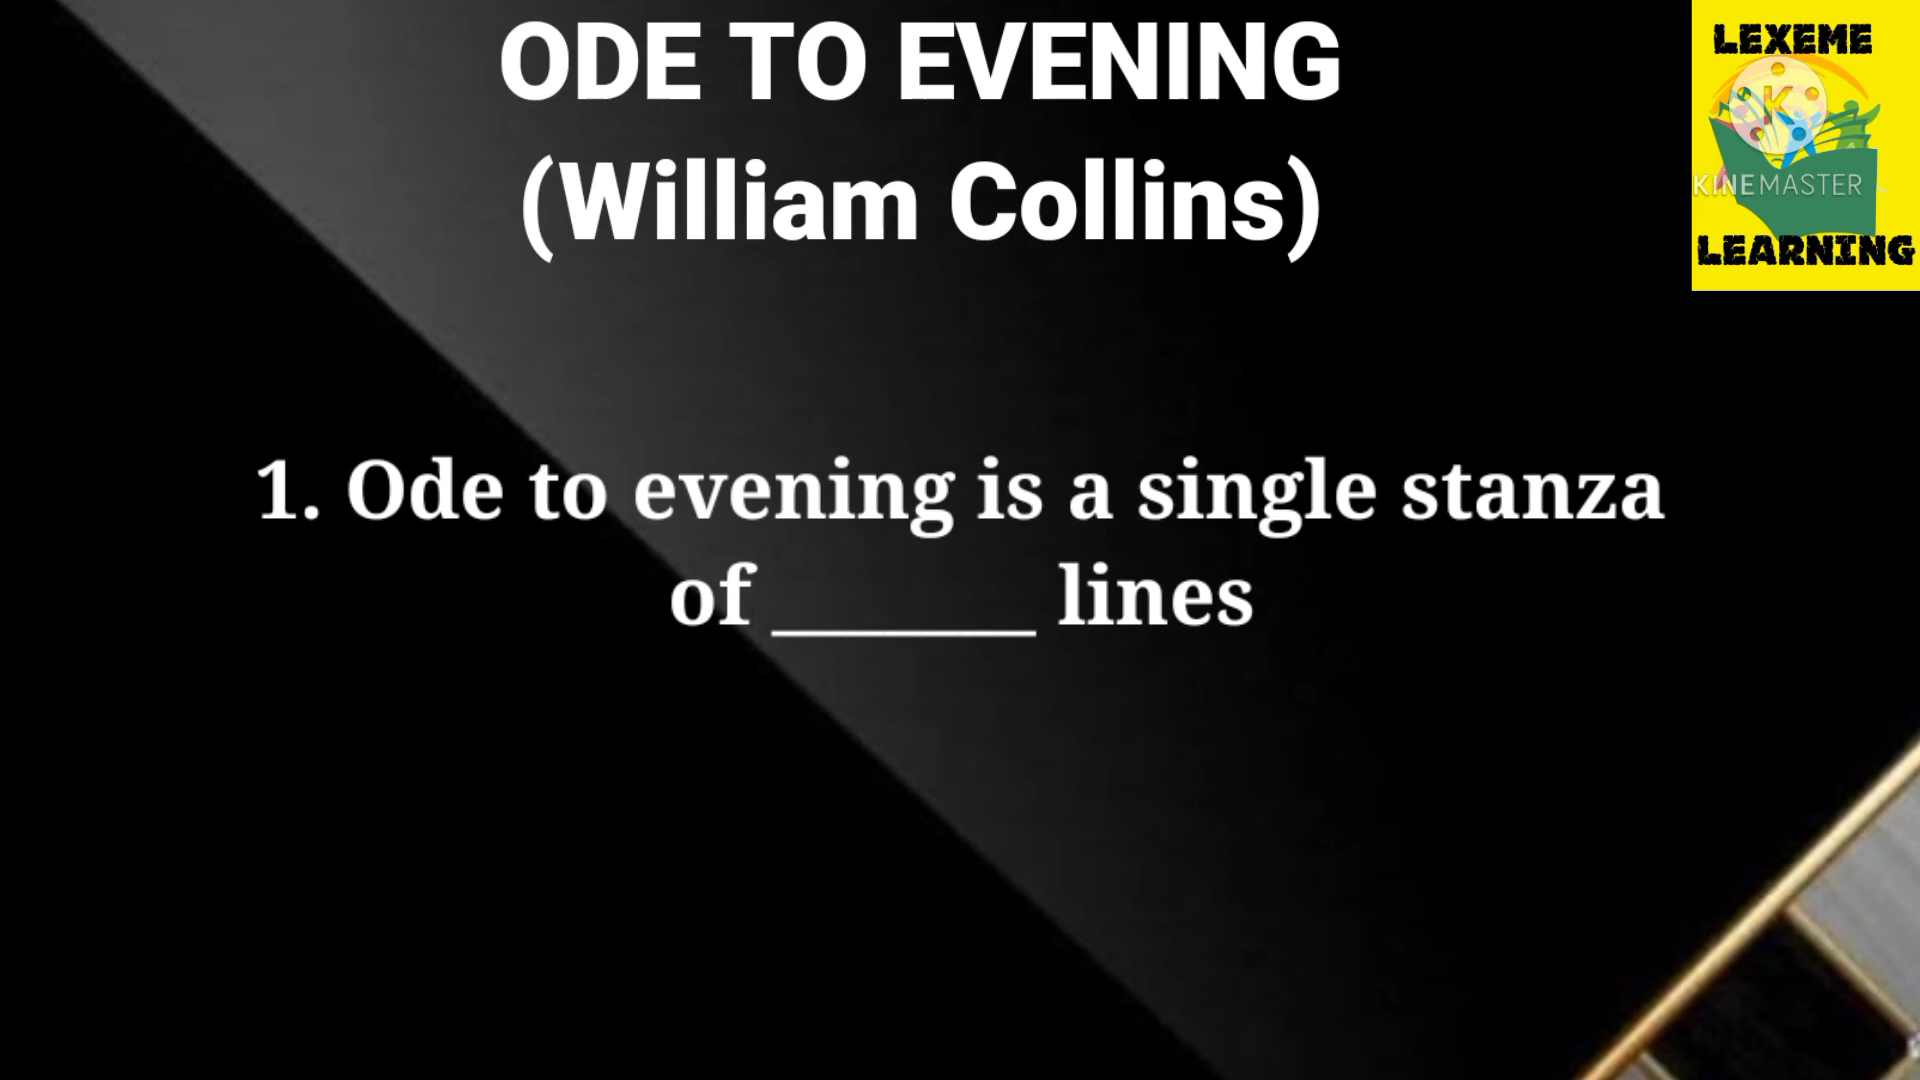 ODE TO EVENING
(William Collins)
LEXEME
KINEMASTER
LEARNING
1. Ode to evening is a single stanza
of _______ lines